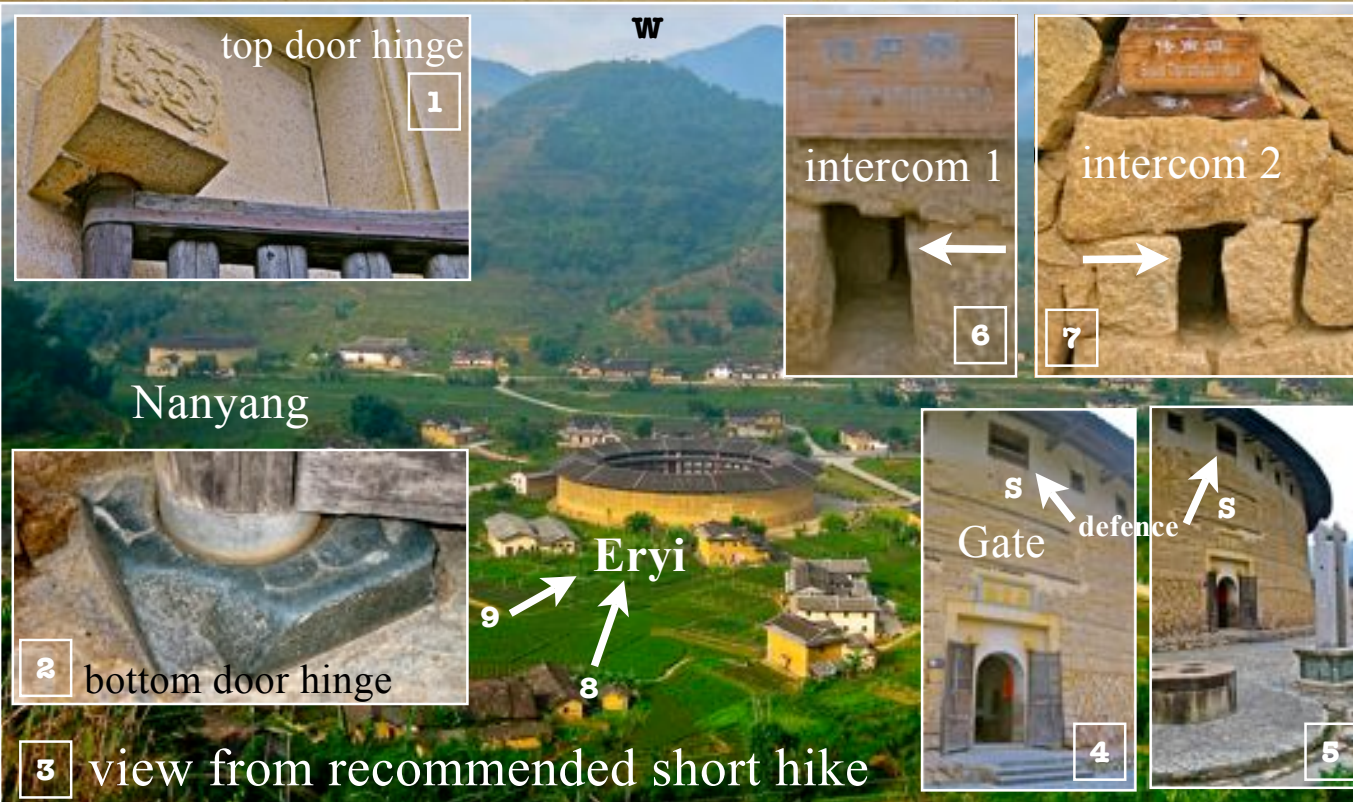 W
top door hinge
1
intercom 1
6
intercom 2
7
Nanyang
2
bottom door hinge
Eryi
9
8
S
defence
Gate
4
S
5
3
view from recommended short hike